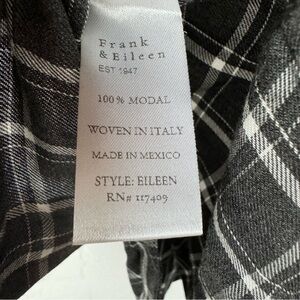 Frank
& Eileen
EST 1947
100% MODAL
WOVEN IN ITALY
MADE IN MEXICO
STYLE: EILEEN
RN# 117409